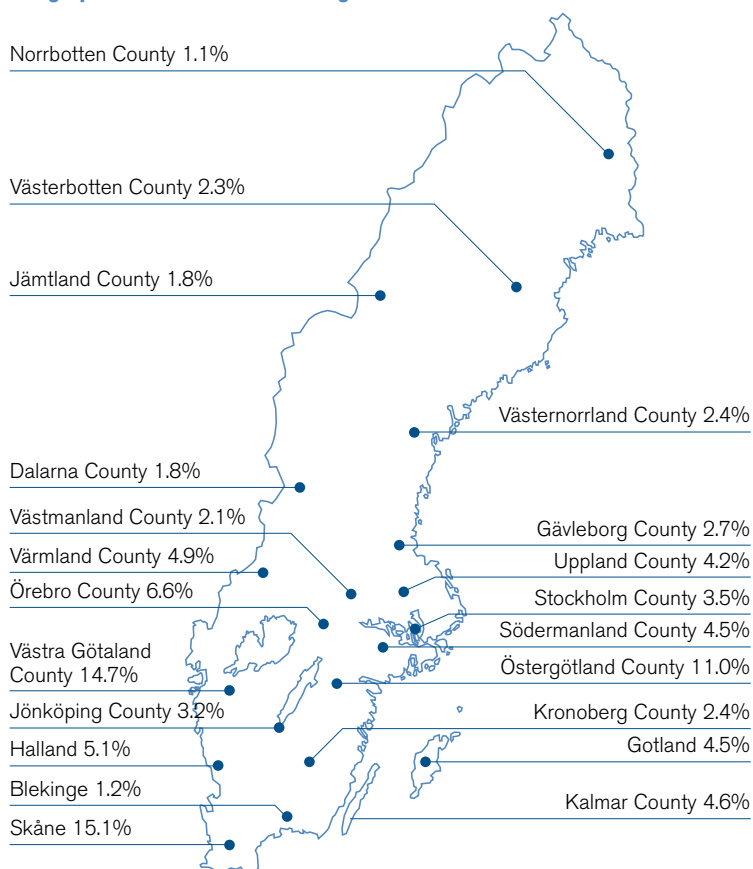 Norrbotten County 1.1%
Västerbotten County 2.3%
Jämtland County 1.8%
Västernorrland County 2.4%
Dalarna County 1.8%
Västmanland County 2.1%
Värmland County 4.9%
Örebro County 6.6%
Västra Götaland
County 14.7%
Jönköping County 3.2%
Halland 5.1%
Blekinge 1.2%
Skåne 15.1%
Gävleborg County 2.7%
Uppland County 4.2%
Stockholm County 3.5%
Södermanland County 4.5%
Östergötland County 11.0%
Kronoberg County 2.4%
Gotland 4.5%
Kalmar County 4.6%